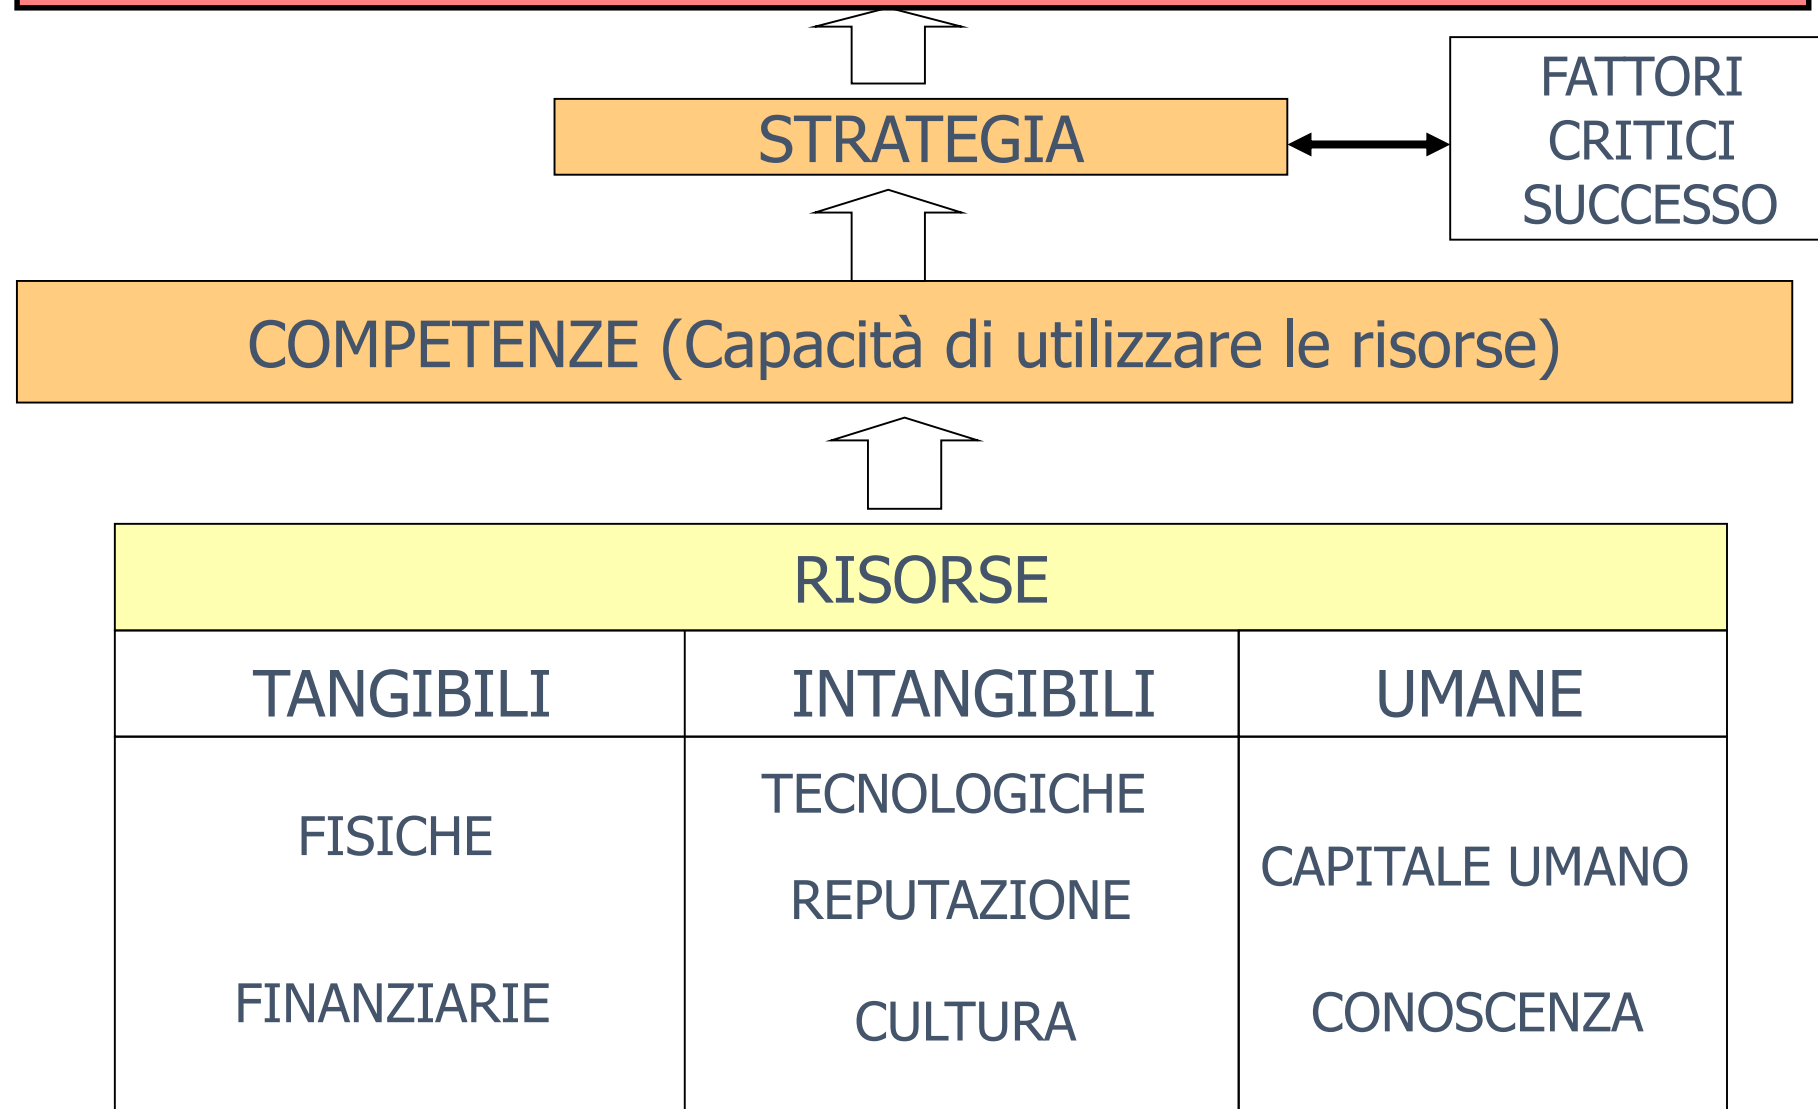 STRATEGIA
FATTORI
CRITICI
SUCCESSO
COMPETENZE (Capacità di utilizzare le risorse)
RISORSE
TANGIBILI
INTANGIBILI
UMANE
FISICHE
FINANZIARIE
TECNOLOGICHE
REPUTAZIONE
CULTURA
CAPITALE UMANO
CONOSCENZA